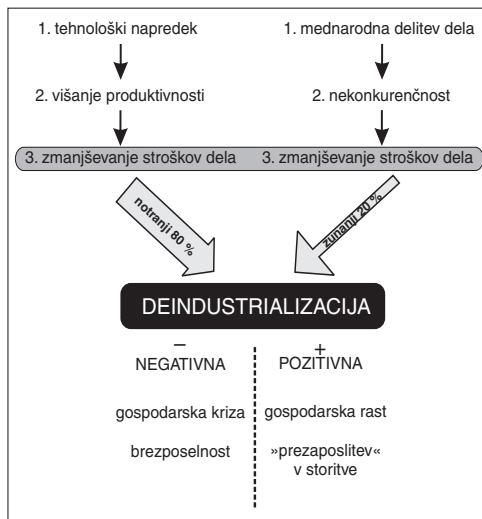 1. tehnološki napredek
1. mednarodna delitev dela
2. višanje produktivnosti
2. nekonkurenčnost
3. zmanjševanje stroškov dela
3. zmanjševanje stroškov dela
notranji 80 %
zunanji 20 %
DEINDUSTRIALIZACIJA
–
NEGATIVNA
+
POZITIVNA
gospodarska kriza
gospodarska rast
brezposelnost
»prezaposlitev«
v storitve